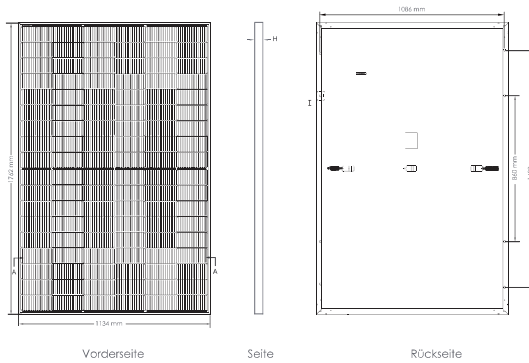 1086 mm
H
I
1762 mm
860 mm
A
A
1134 mm
Vorderseite
Seite
Rückseite